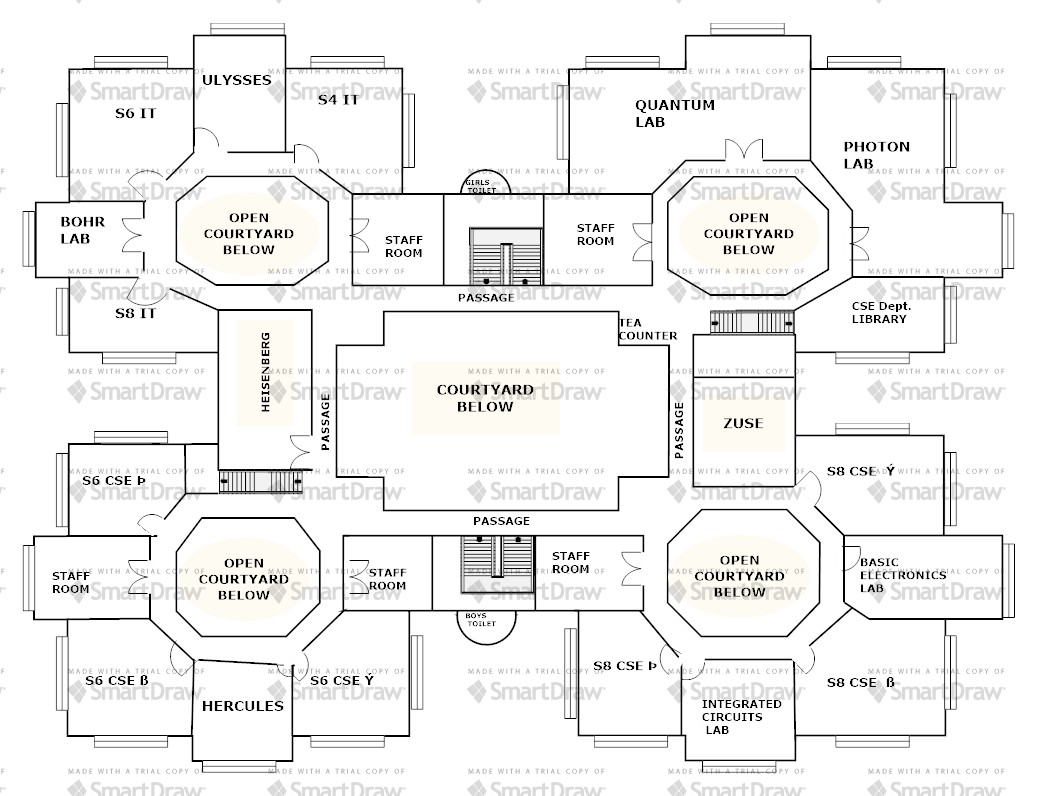 ULYSSES
S6 IT
S4 IT
QUANTUM
LAB
PHOTON
LAB
GIRLS
TOILET
BOHR
LAB
OPEN
COURTYARD
BELOW
STAFF
ROOM
STAFF
ROOM
OPEN
COURTYARD
BELOW
S8 IT
PASSAGE
CSE Dept.
LIBRARY
TEA
COUNTER
HEISENBERG
PASSAGE
COURTYARD
BELOW
PASSAGE
ZUSE
S6 CSE Þ
S8 CSE Ý
PASSAGE
STAFF
ROOM
OPEN
COURTYARD
BELOW
STAFF
ROOM
STAFF
ROOM
OPEN
COURTYARD
BELOW
BASIC
ELECTRONICS
LAB
BOYS
TOILET
S6 CSE ß
S6 CSE Ý
S8 CSE Þ
S8 CSE ß
HERCULES
INTEGRATED
CIRCUITS
LAB
MADE WITH A TRIAL COPY OF
SmartDraw